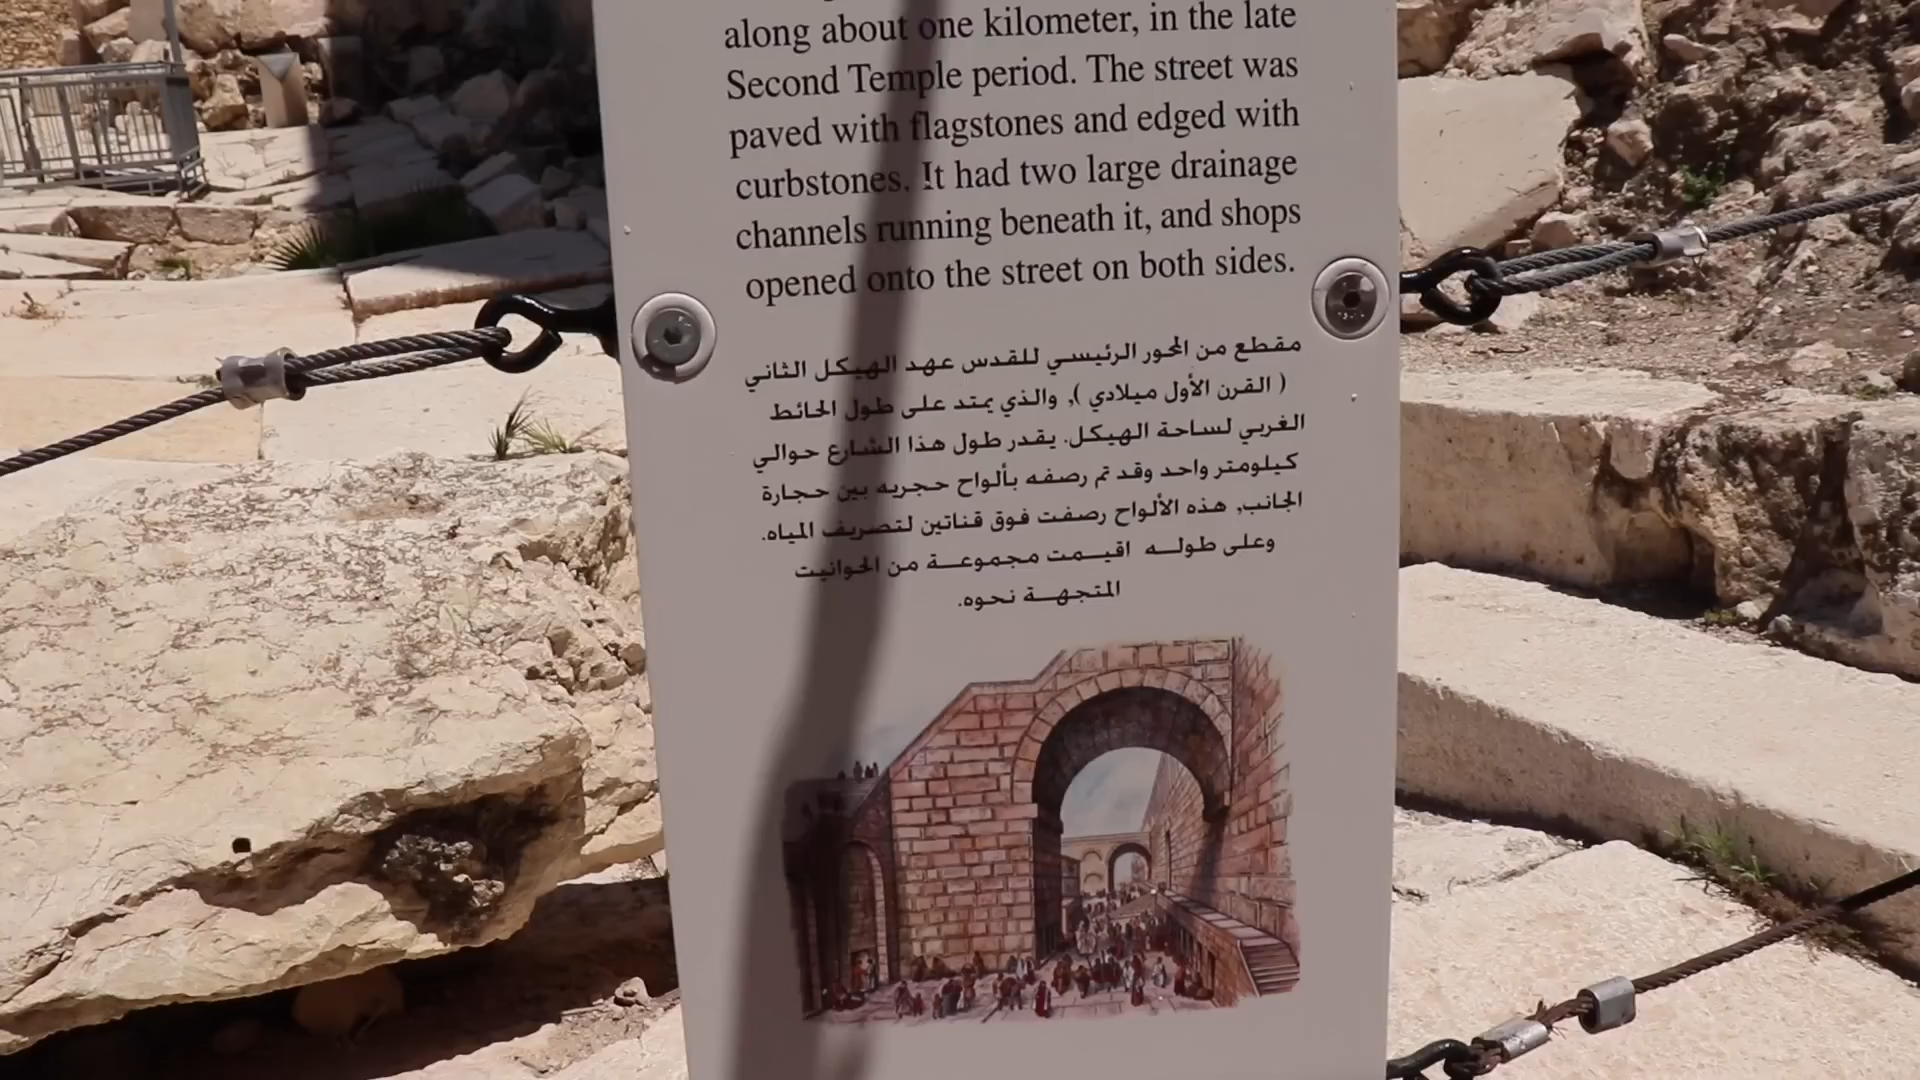 along about one kilometer, in the late
Second Temple period. The street was
paved with flagstones and edged with
curbstones. It had two large drainage
channels running beneath it, and shops
opened onto the street on both sides.
مقطع من المحور الرئيسي للقدس عهد الهيكل الثاني
( القرن الأول ميلادي ), والذي يمتد على طول الحائط
الغربي لساحة الهيكل. يقدر طول هذا الشارع حوالي
كيلومتر واحد وقد تم رصفه بألواح حجريه بين حجارة
الجانب, هذه الألواح رصفت فوق قناتين لتصريف المياه.
وعلى طولــه اقيــمت مجموعــة من الحوانيت
المتجهــة نحوه.